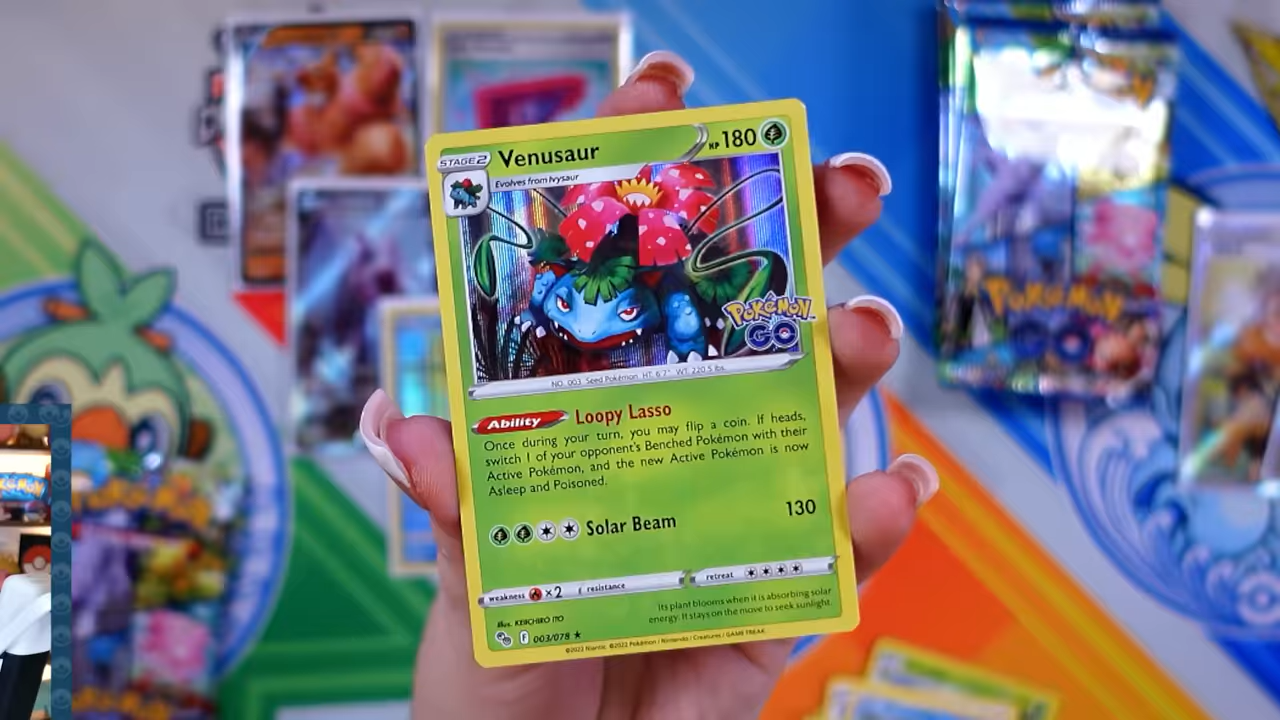 STAGE 2 Venusaur HP 180
Evolves from Ivysaur
Pokémon
GO
NO. 003 Seed Pokémon HT: 6'7" WT: 220.5 lbs.
Ability Loopy Lasso
Once during your turn, you may flip a coin. If heads,
switch 1 of your opponent's Benched Pokémon with their
Active Pokémon, and the new Active Pokémon is now
Asleep and Poisoned.
Solar Beam 130
weakness ×2 resistance retreat
Its plant blooms when it is absorbing solar
energy. It stays on the move to seek sunlight.
Illus. KEIICHIRO ITO
F 003/078
©2022 Niantic ©2022 Pokémon / Nintendo / Creatures / GAME FREAK
POKÉMON
GO
POKÉMON